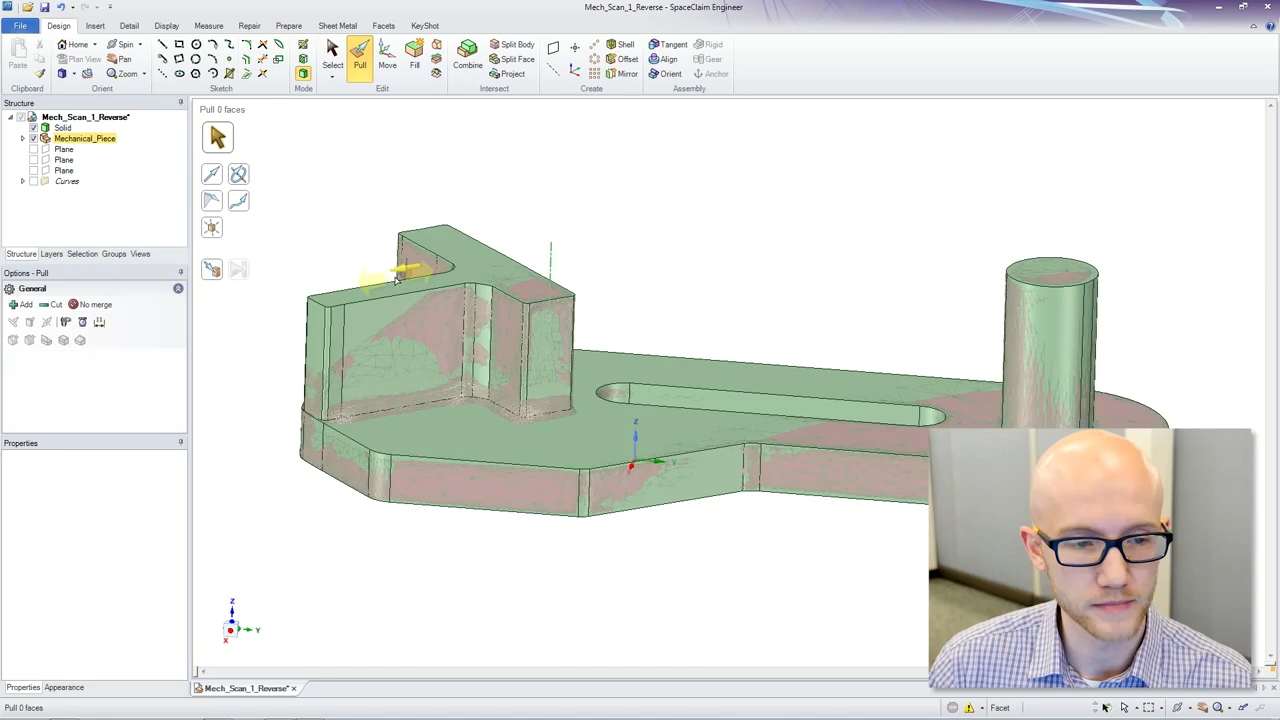 Mech_Scan_1_Reverse - SpaceClaim Engineer
File Design Insert Detail Display Measure Repair Prepare Sheet Metal Facets KeyShot
Paste
Clipboard
Home Spin
Plan View Pan
Zoom
Orient
Sketch
Mode
Select Pull Move Fill
Edit
Combine
Split Body
Split Face
Project
Intersect
Shell
Offset
Mirror
Create
Tangent Rigid
Align Gear
Orient Anchor
Assembly
Structure
Mech_Scan_1_Reverse*
Solid
Mechanical_Piece
Plane
Plane
Plane
Curves
Structure Layers Selection Groups Views
Options - Pull
General
Add Cut No merge
Properties
Properties Appearance
Pull 0 faces
Pull 0 faces
Z
Y
Z
Y
X
Mech_Scan_1_Reverse*
Facet